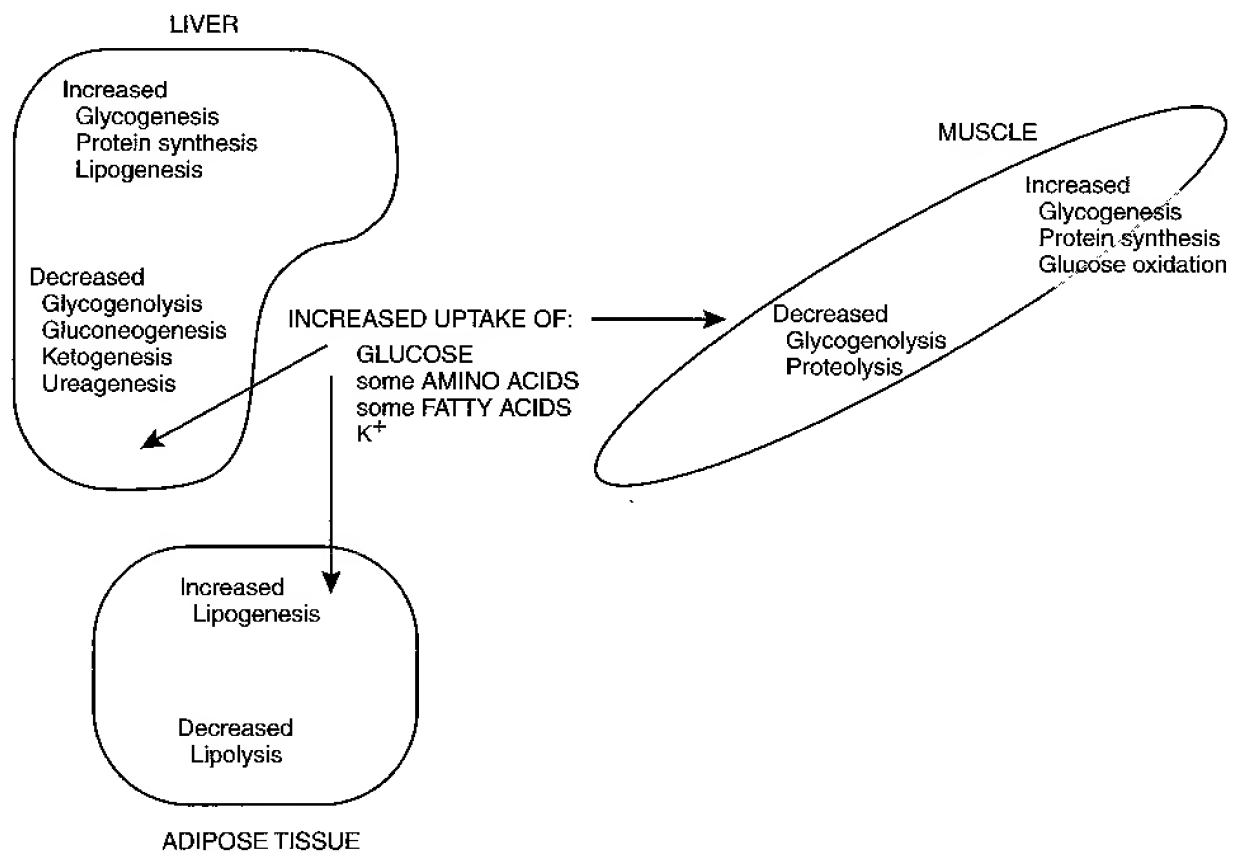 LIVER
Increased
Glycogenesis
Protein synthesis
Lipogenesis
Decreased
Glycogenolysis
Gluconeogenesis
Ketogenesis
Ureagenesis
INCREASED UPTAKE OF:
GLUCOSE
some AMINO ACIDS
some FATTY ACIDS
K⁺
MUSCLE
Increased
Glycogenesis
Protein synthesis
Glucose oxidation
Decreased
Glycogenolysis
Proteolysis
Increased
Lipogenesis
Decreased
Lipolysis
ADIPOSE TISSUE